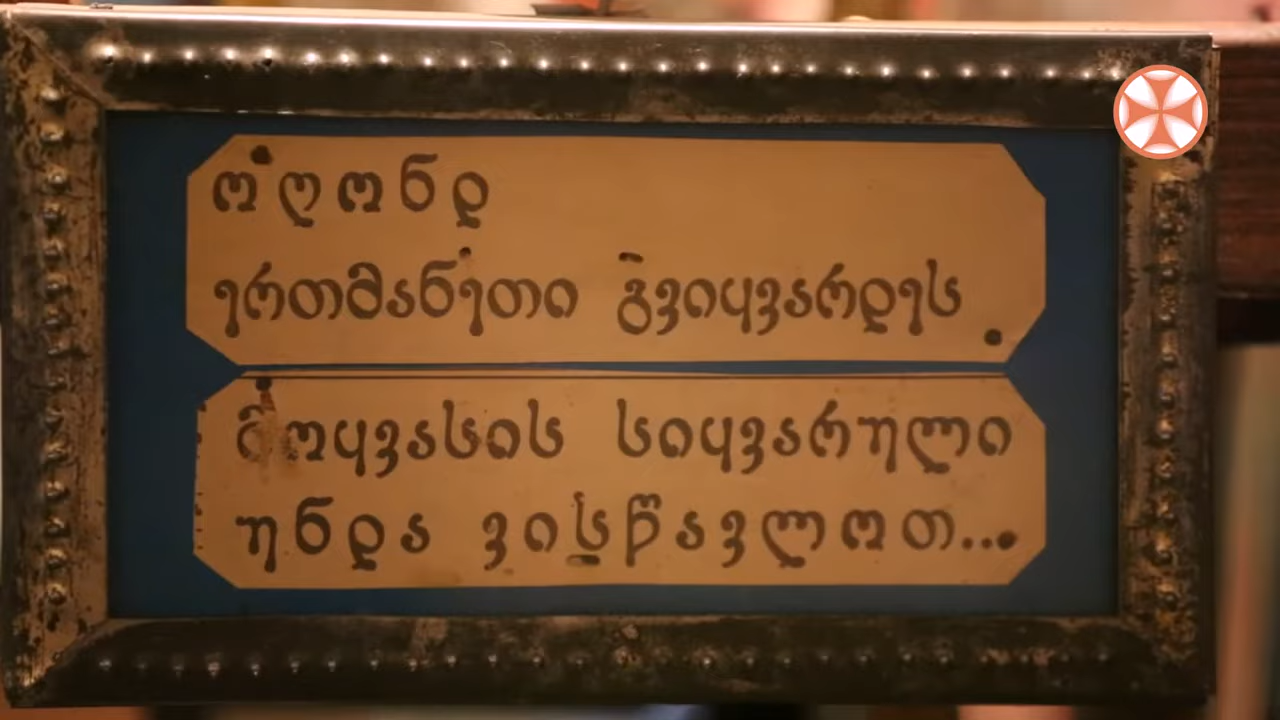 ოღონდ
ერთმანეთი გვიყვარდეს
მოყვასის სიყვარული
უნდა ვისწავლოთ...